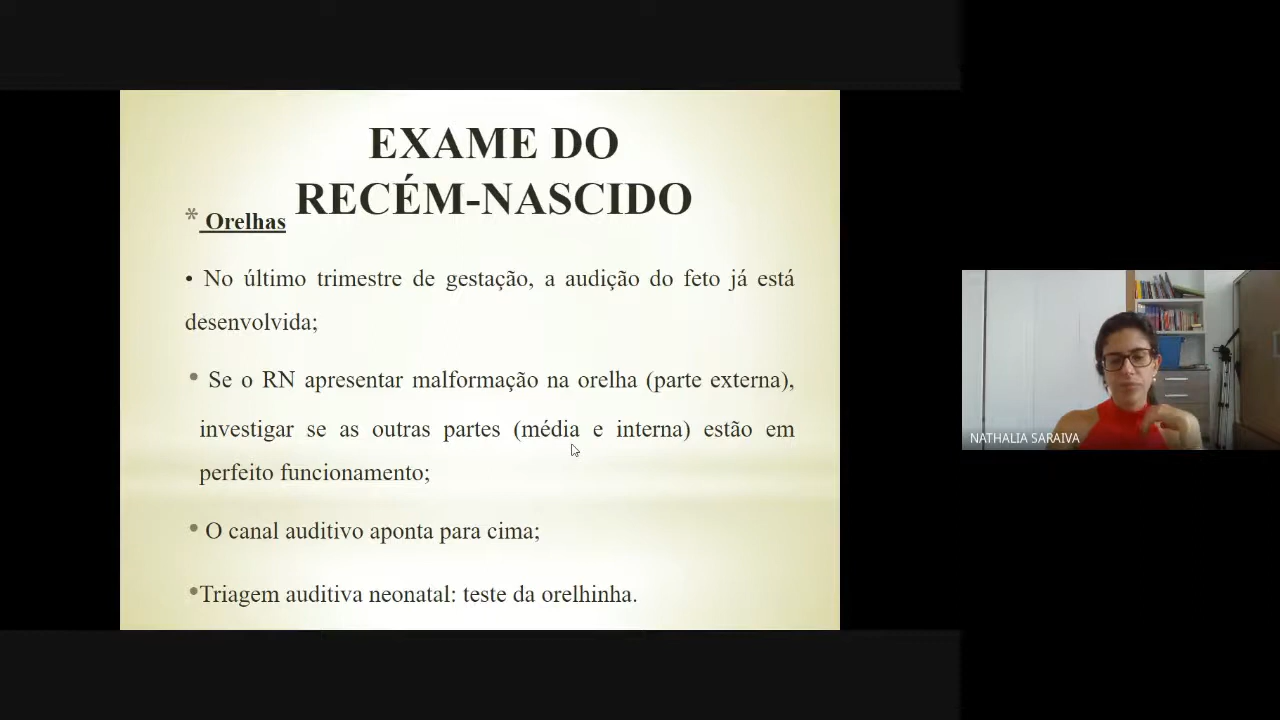 EXAME DO
RECÉM-NASCIDO
* Orelhas
• No último trimestre de gestação, a audição do feto já está
desenvolvida;
• Se o RN apresentar malformação na orelha (parte externa),
investigar se as outras partes (média e interna) estão em
perfeito funcionamento;
• O canal auditivo aponta para cima;
•Triagem auditiva neonatal: teste da orelhinha.
NATHALIA SARAIVA